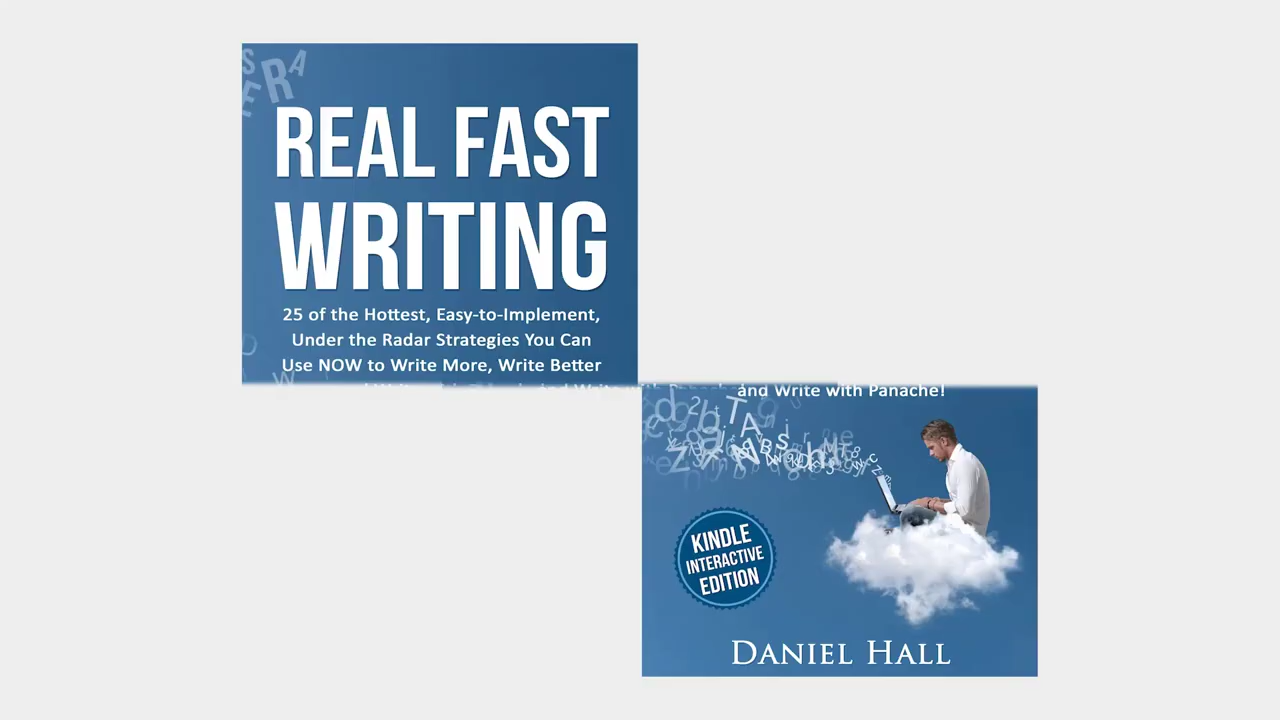 REAL FAST
WRITING
25 of the Hottest, Easy-to-Implement,
Under the Radar Strategies You Can
Use NOW to Write More, Write Better
and Write with Panache!
KINDLE
INTERACTIVE
EDITION
DANIEL HALL